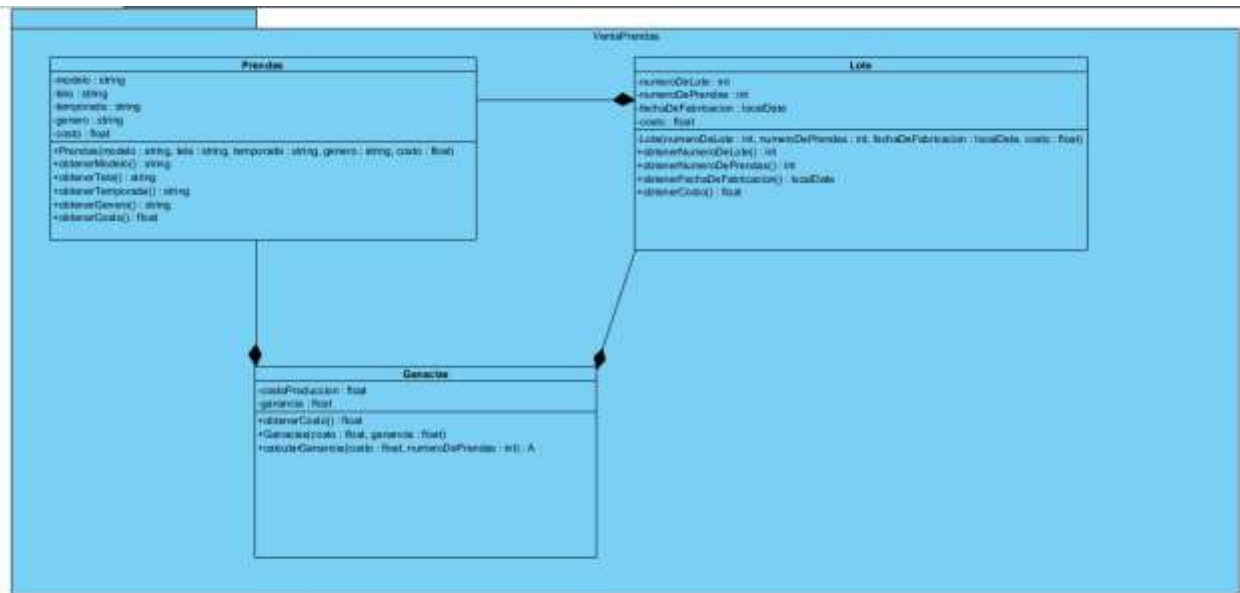 VentaPrendas
Prendas
-modelo : string
-tela : string
-temporada : string
-genero : string
-costo : float
+Prendas(modelo : string, tela : string, temporada : string, genero : string, costo : float)
+obtenerModelo() : string
+obtenerTela() : string
+obtenerTemporada() : string
+obtenerGenero() : string
+obtenerCosto() : float
Lote
-numeroDeLote : int
-numeroDePrendas : int
-fechaDeFabricacion : localDate
-costo : float
-Lote(numeroDeLote : int, numeroDePrendas : int, fechaDeFabricacion : localDate, costo : float)
+obtenerNumeroDeLote() : int
+obtenerNumeroDePrendas() : int
+obtenerFechaDeFabricacion() : localDate
+obtenerCosto() : float
Ganacias
-costoProduccion : float
-ganancia : float
+obtenerCosto() : float
+Ganacias(costo : float, ganancia : float)
+calcularGanancia(costo : float, numeroDePrendas : int) : A